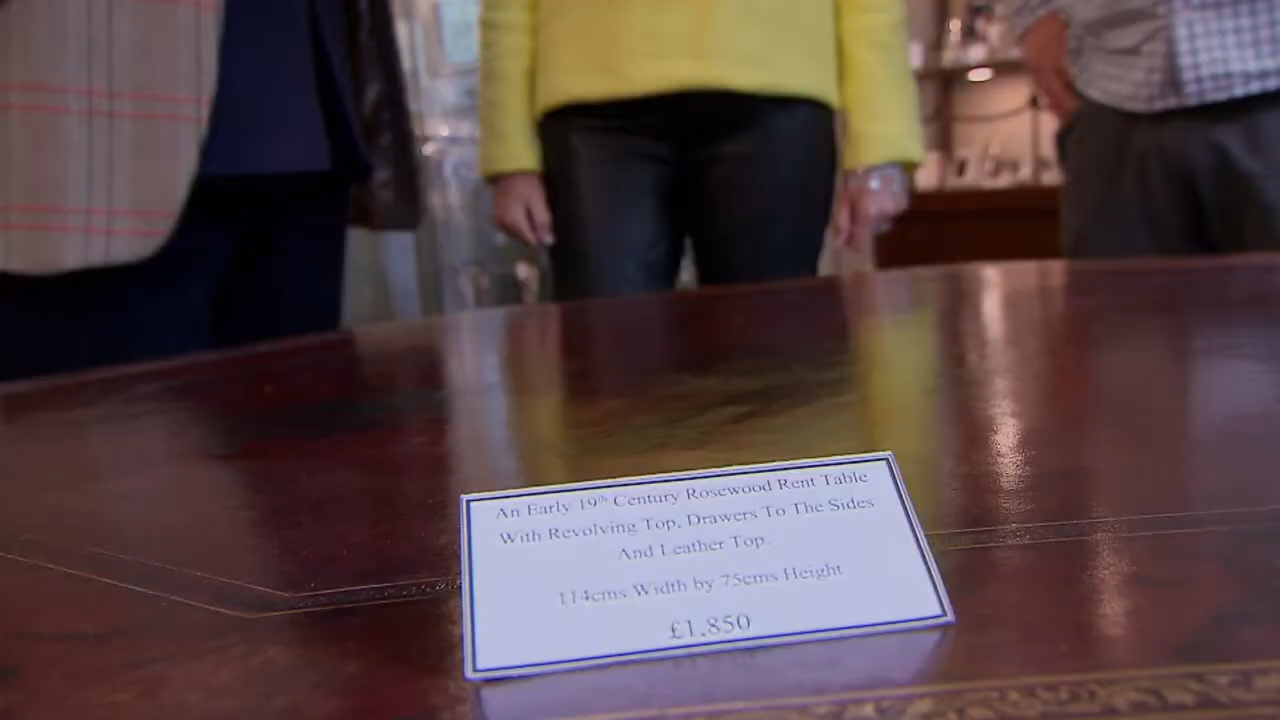 An Early 19th Century Rosewood Rent Table
With Revolving Top, Drawers To The Sides
And Leather Top.
114cms Width by 75cms Height
£1,850